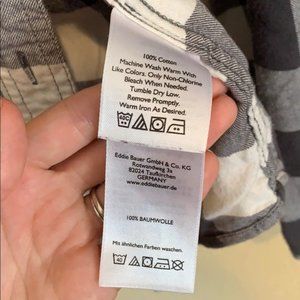 100% Cotton
Machine Wash Warm With
Like Colors. Only Non-Chlorine
Bleach When Needed.
Tumble Dry Low.
Remove Promptly.
Warm Iron As Desired.
Eddie Bauer GmbH & Co. KG
Rotwandweg 3a
82024 Taufkirchen
GERMANY
www.eddiebauer.de
100% BAUMWOLLE
Mit ähnlichen Farben waschen.
40